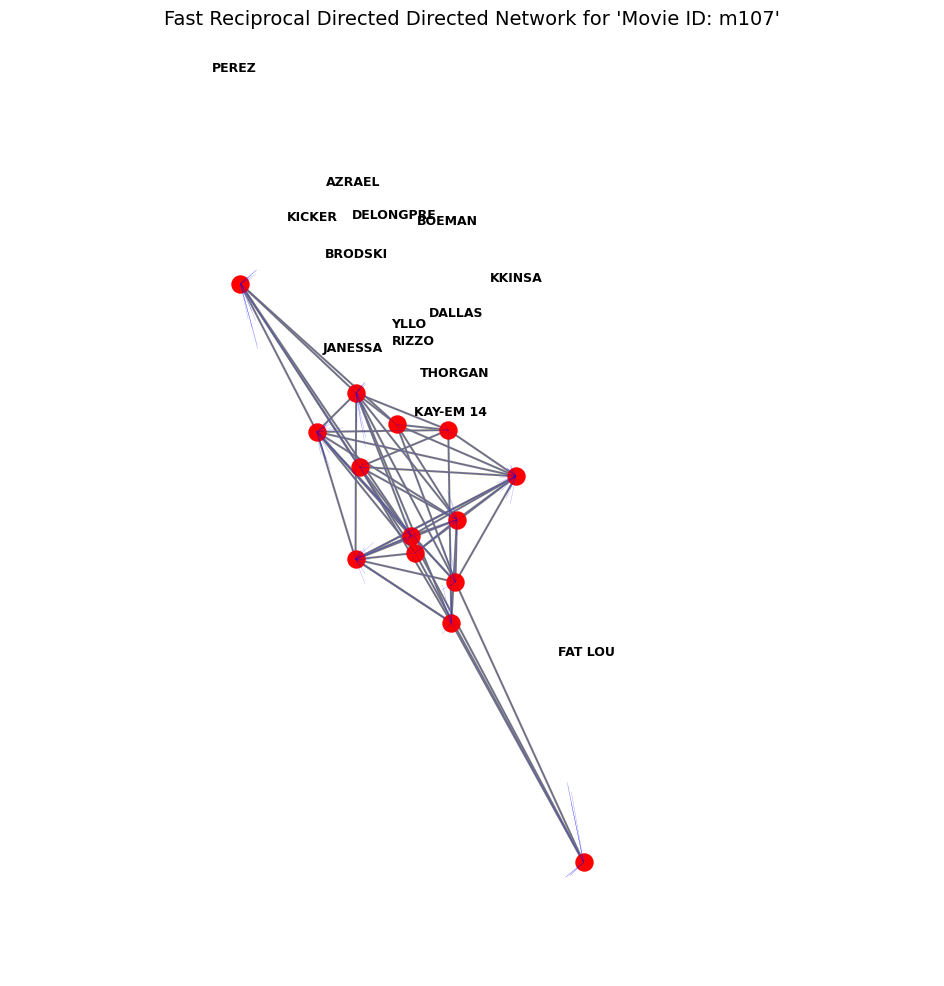 Fast Reciprocal Directed Directed Network for 'Movie ID: m107'
PEREZ
AZRAEL
KICKER
DELONGPRE
BOEMAN
BRODSKI
KKINSA
DALLAS
YLLO
RIZZO
JANESSA
THORGAN
KAY-EM 14
FAT LOU